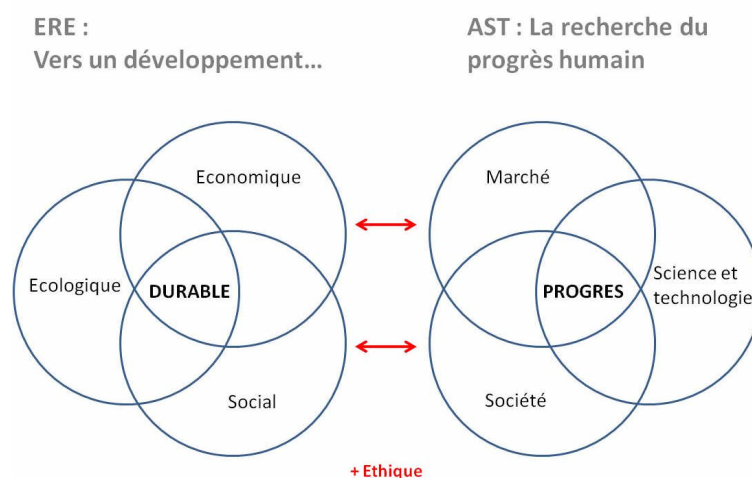 ERE :
Vers un développement…
AST : La recherche du
progrès humain
Economique
Ecologique
DURABLE
Social
Marché
Science et
technologie
PROGRES
Société
+ Ethique